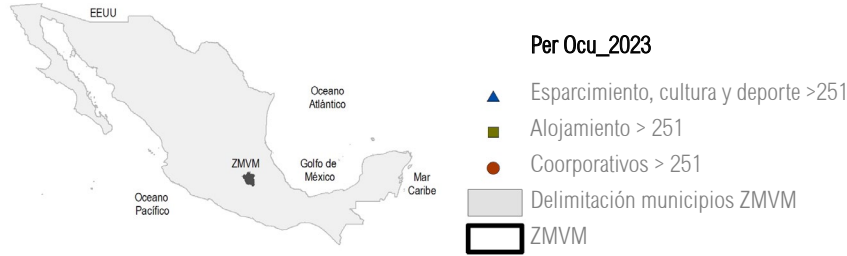 EEUU
Oceano
Atlántico
ZMVM
Golfo de
México
Mar
Caribe
Oceano
Pacífico
Per Ocu_2023
Esparcimiento, cultura y deporte >251
Alojamiento > 251
Coorporativos > 251
Delimitación municipios ZMVM
ZMVM